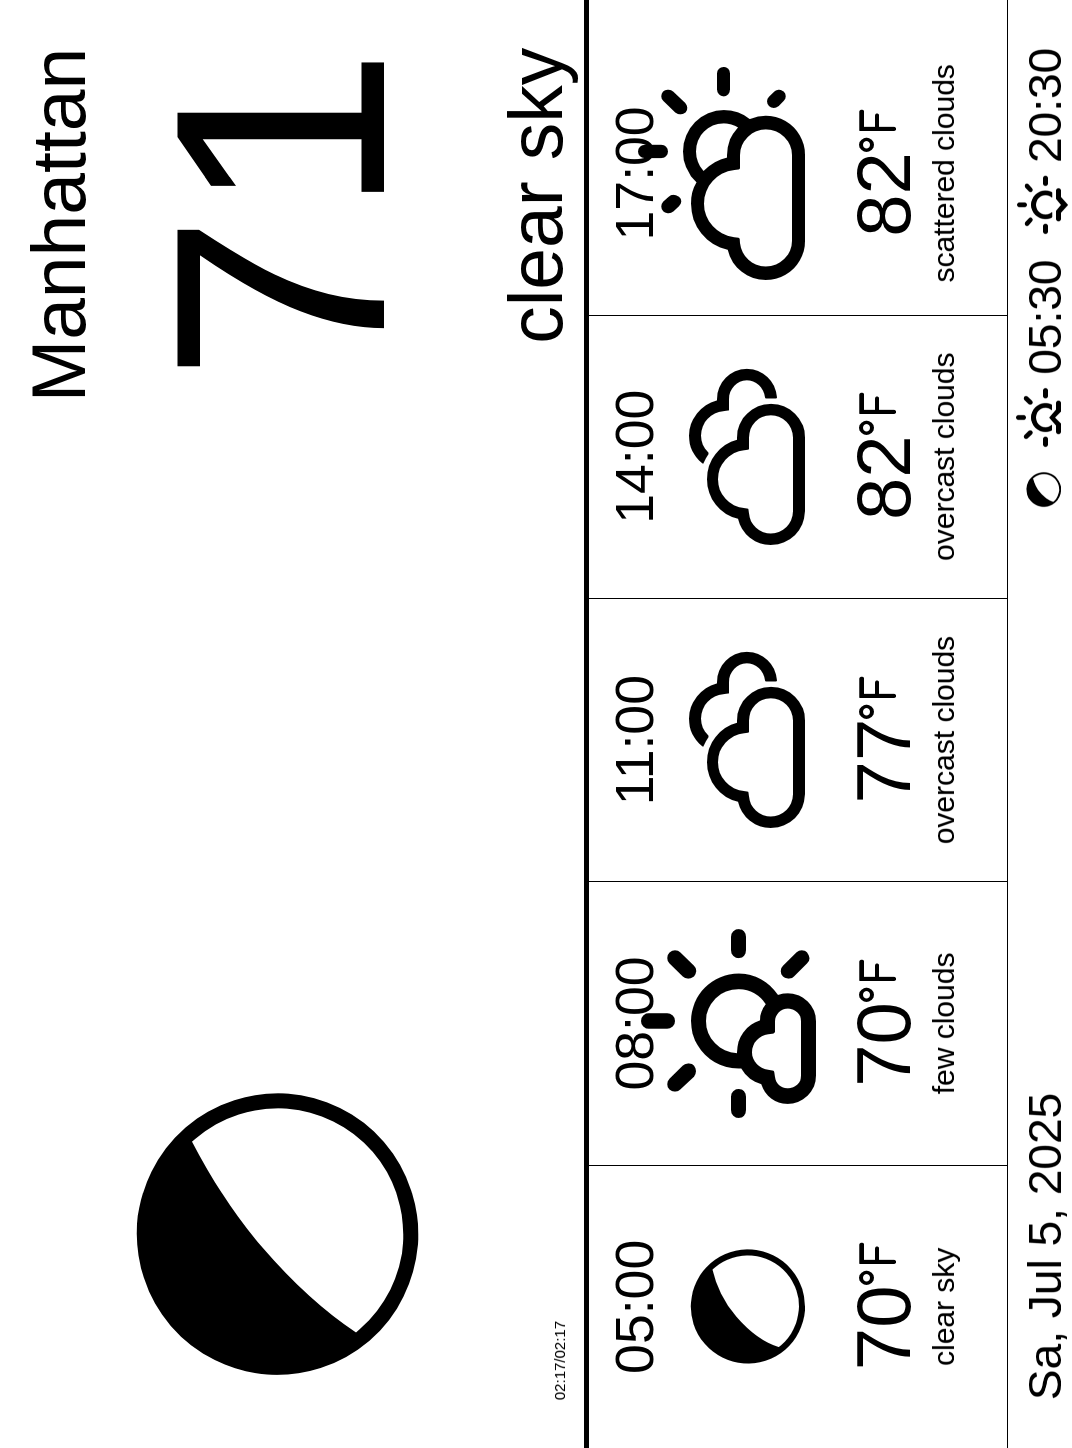 Manhattan
71
clear sky
02:17/02:17
05:00 08:00 11:00 14:00 17:00
70°F 70°F 77°F 82°F 82°F
clear sky few clouds overcast clouds overcast clouds scattered clouds
Sa, Jul 5, 2025 05:30 20:30